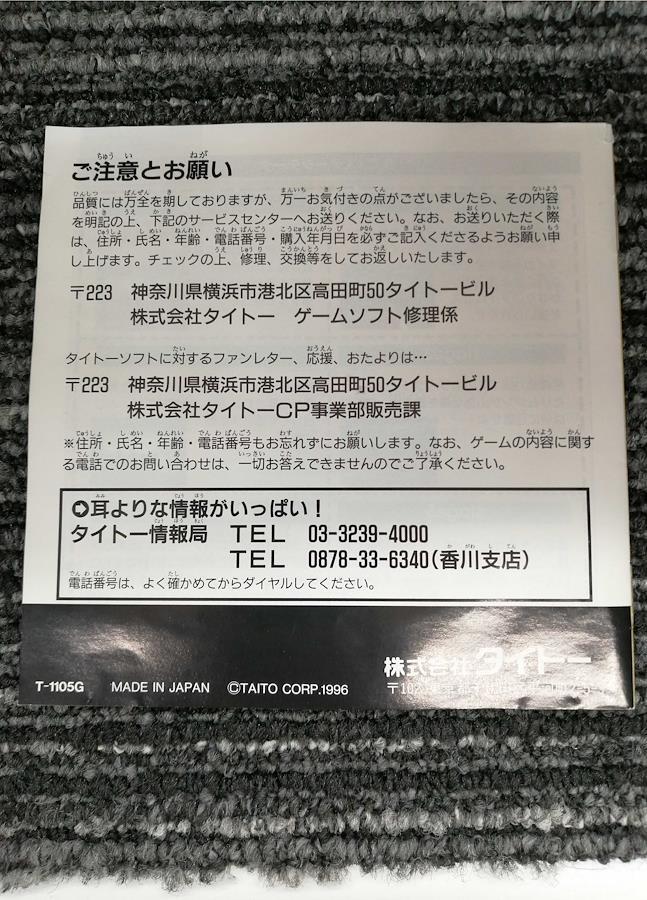 ご注意とお願い
品質には万全を期しておりますが、万一お気付きの点がございましたら、その内容
を明記の上、下記のサービスセンターへお送りください。なお、お送りいただく際
は、住所・氏名・年齢・電話番号・購入年月日を必ずご記入くださるようお願い申
し上げます。チェックの上、修理、交換等をしてお返しいたします。
〒223 神奈川県横浜市港北区高田町50タイトービル
株式会社タイトー ゲームソフト修理係
タイトーソフトに対するファンレター、応援、おたよりは…
〒223 神奈川県横浜市港北区高田町50タイトービル
株式会社タイトーCP事業部販売課
※住所・氏名・年齢・電話番号もお忘れずにお願いします。なお、ゲームの内容に関す
る電話でのお問い合わせは、一切お答えできませんのでご了承ください。
➲耳よりな情報がいっぱい！
タイトー情報局 TEL 03-3239-4000
TEL 0878-33-6340(香川支店)
電話番号は、よく確かめてからダイヤルしてください。
株式会社タイトー
〒102 東京都
T-1105G MADE IN JAPAN ©TAITO CORP.1996